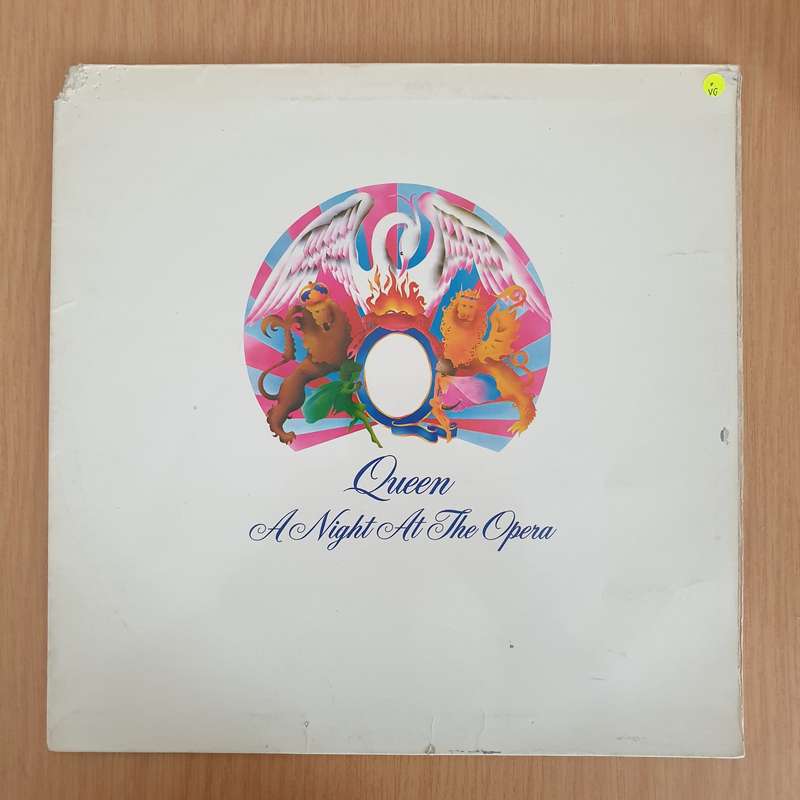 VG
Queen
A Night At The Opera